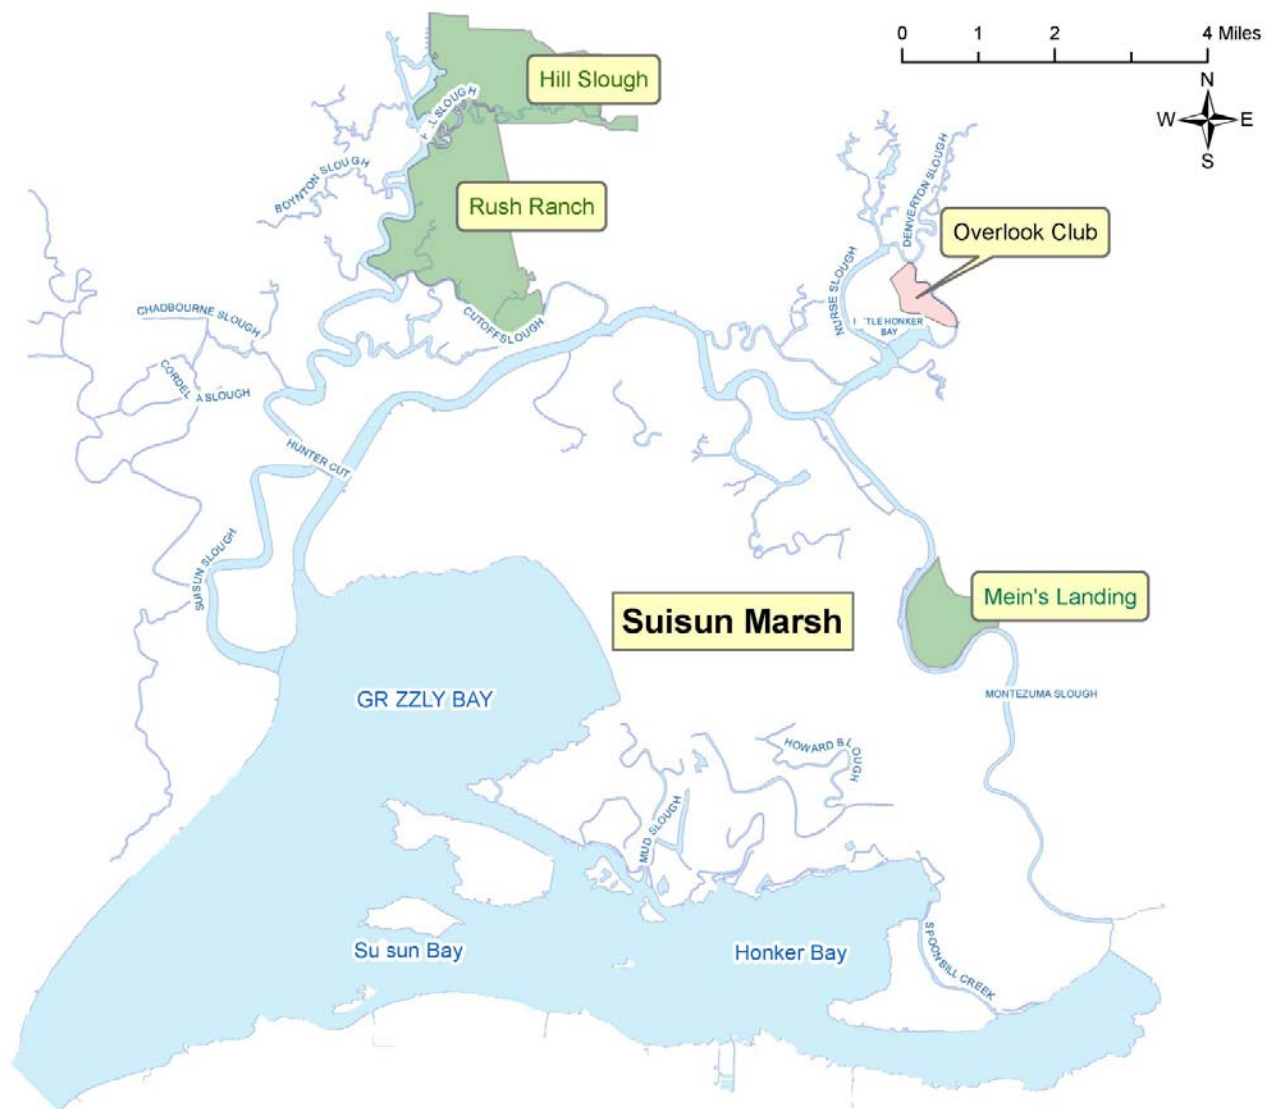 0 1 2 4 Miles
N
W E
S
Hill Slough
L SLOUGH
BOYNTON SLOUGH
Rush Ranch
DENVERTON SLOUGH
Overlook Club
NURSE SLOUGH
TLE HONKER
BAY
CHADBOURNE SLOUGH
CUTOFF SLOUGH
CORDEL A SLOUGH
HUNTER CUT
SUISUN SLOUGH
Mein's Landing
Suisun Marsh
MONTEZUMA SLOUGH
GR ZZLY BAY
HOWARD SLOUGH
MUD SLOUGH
Su sun Bay
Honker Bay
SPOONBILL CREEK